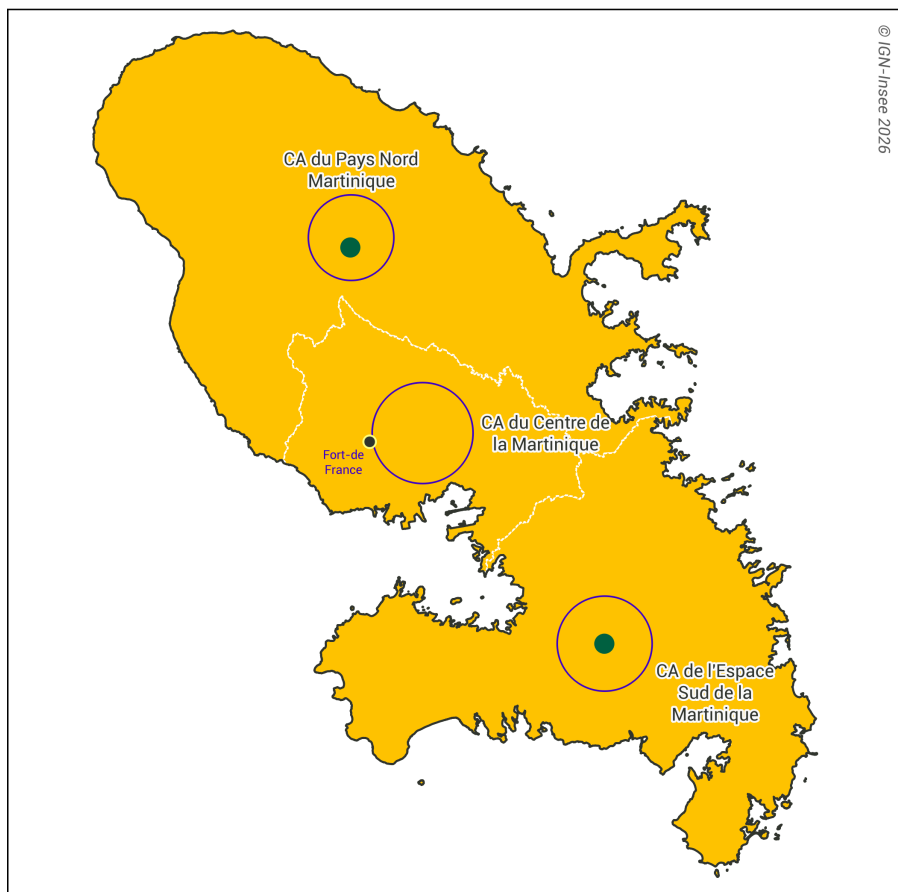 © IGN-Insee 2026
CA du Pays Nord
Martinique
CA du Centre de
la Martinique
Fort-de
France
CA de l'Espace
Sud de la
Martinique